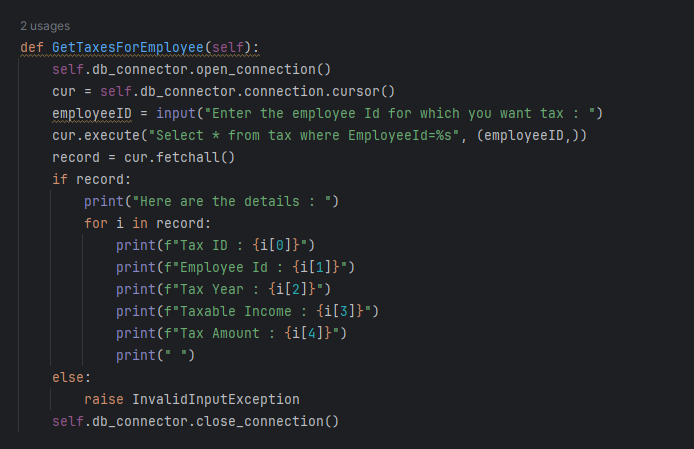 2 usages
def GetTaxesForEmployee(self):
    self.db_connector.open_connection()
    cur = self.db_connector.connection.cursor()
    employeeID = input("Enter the employee Id for which you want tax : ")
    cur.execute("Select * from tax where EmployeeId=%s", (employeeID,))
    record = cur.fetchall()
    if record:
        print("Here are the details : ")
        for i in record:
            print(f"Tax ID : {i[0]}")
            print(f"Employee Id : {i[1]}")
            print(f"Tax Year : {i[2]}")
            print(f"Taxable Income : {i[3]}")
            print(f"Tax Amount : {i[4]}")
            print(" ")
    else:
        raise InvalidInputException
    self.db_connector.close_connection()